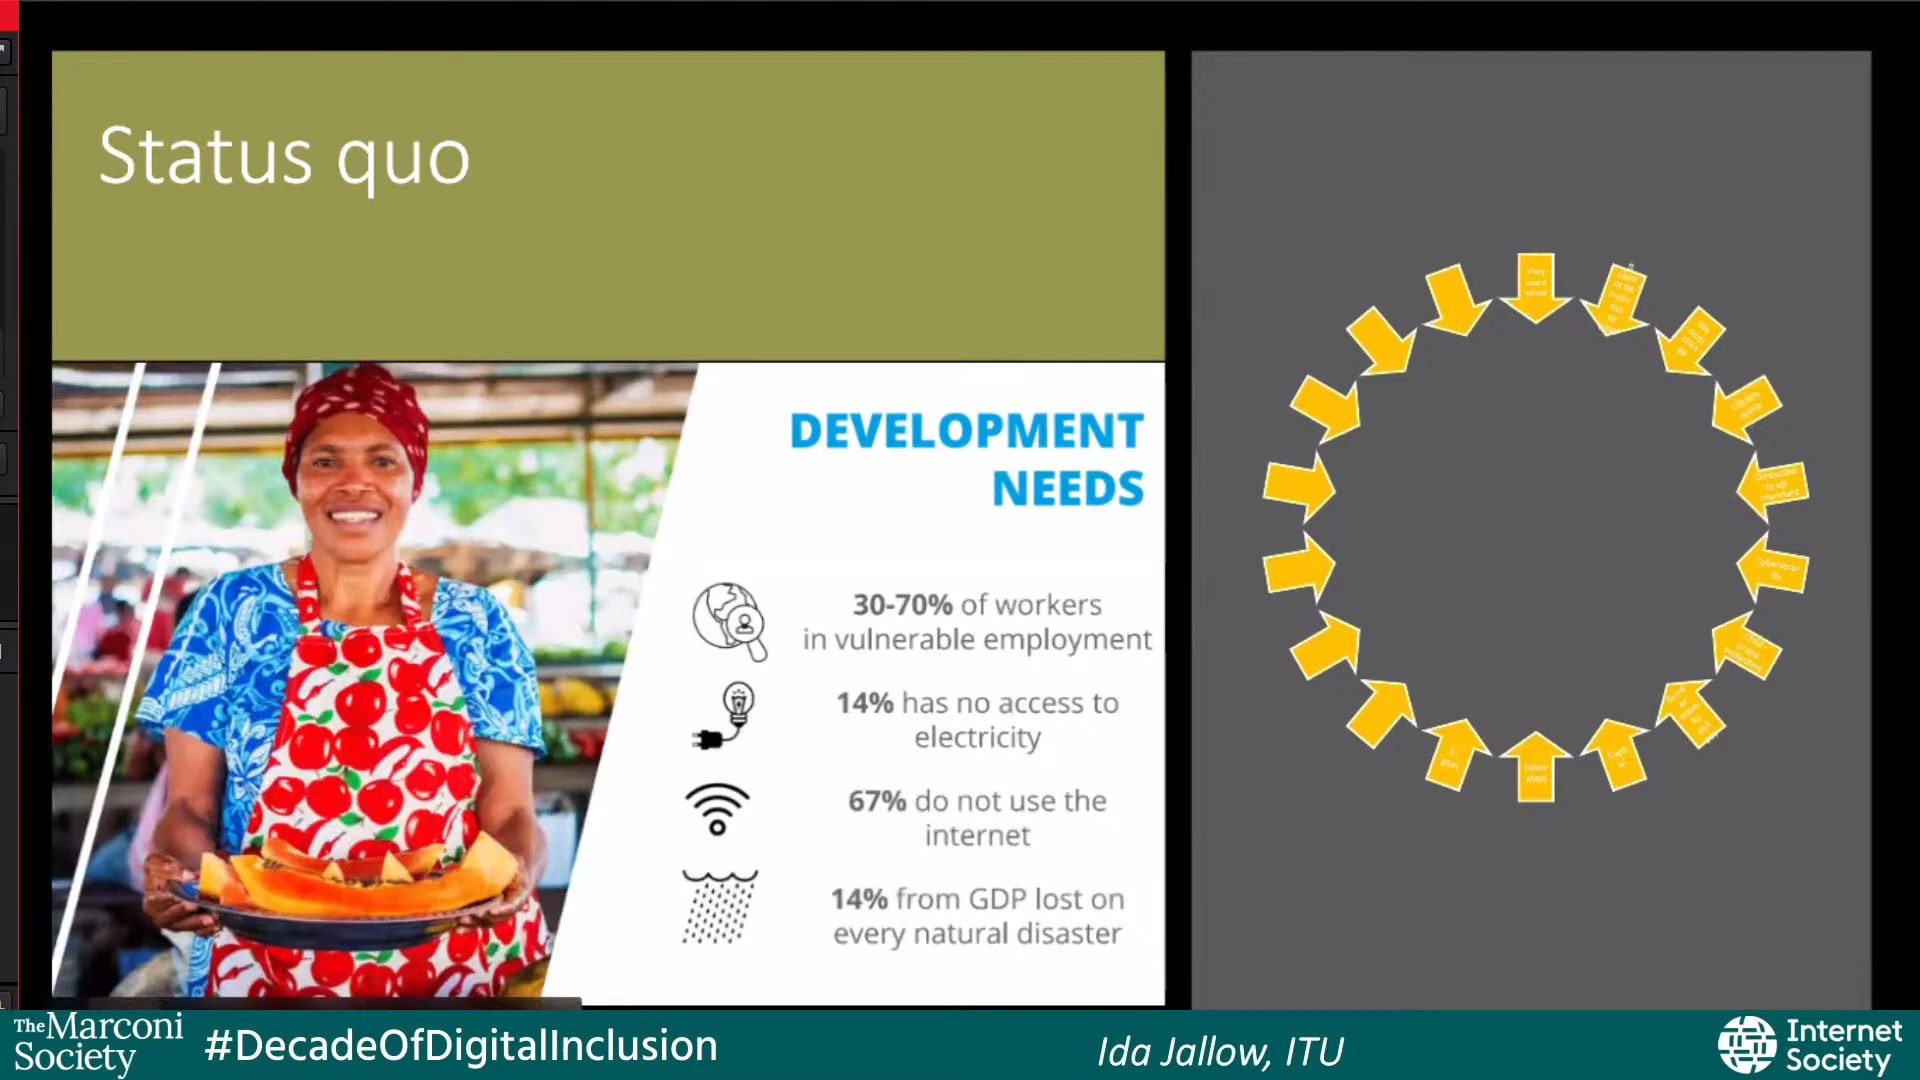 Status quo
DEVELOPMENT
NEEDS
30-70% of workers
in vulnerable employment
14% has no access to
electricity
67% do not use the
internet
14% from GDP lost on
every natural disaster
The Marconi
Society
#DecadeOfDigitalInclusion
Ida Jallow, ITU
Internet
Society